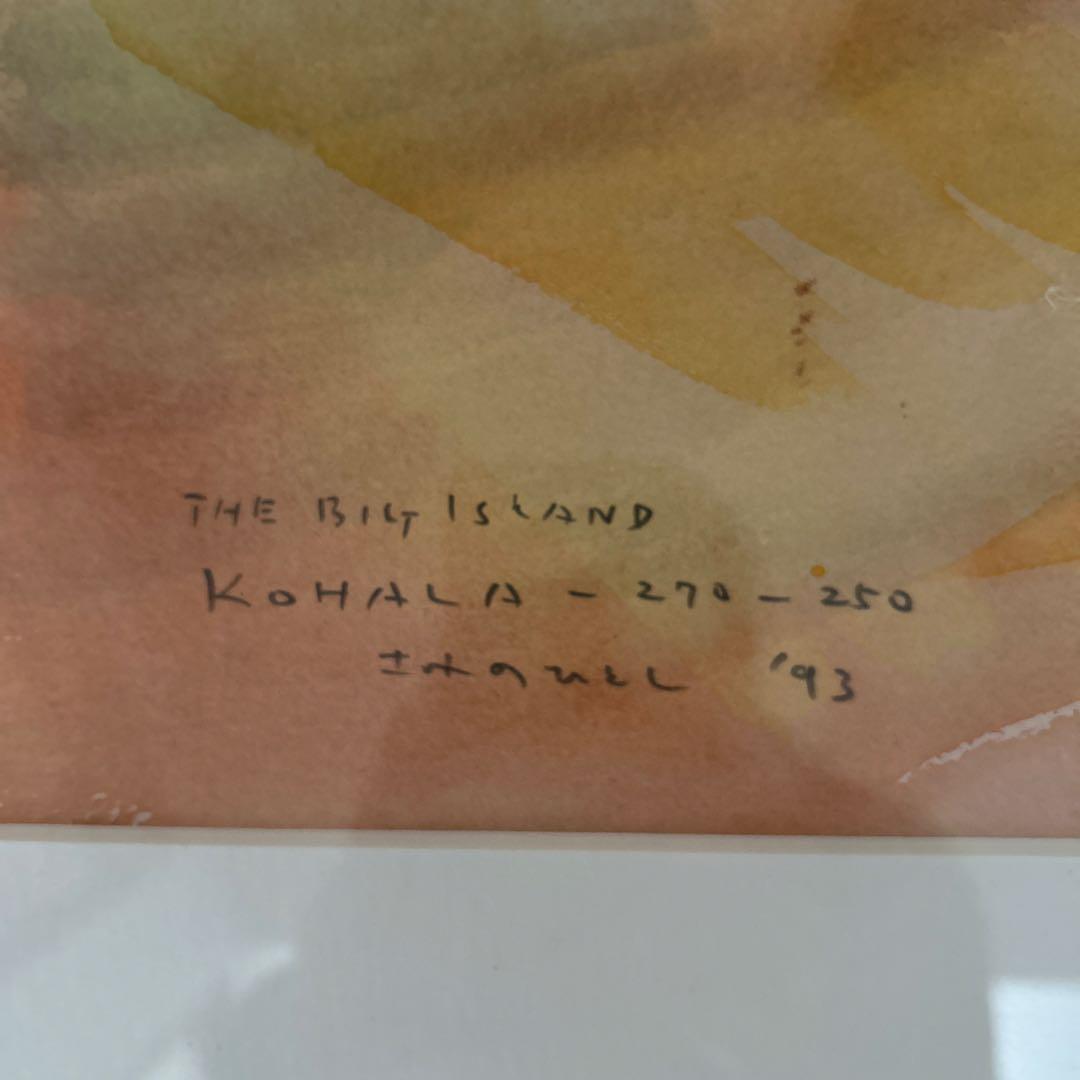 THE BIG ISLAND
KOHALA - 270 - 250
'93